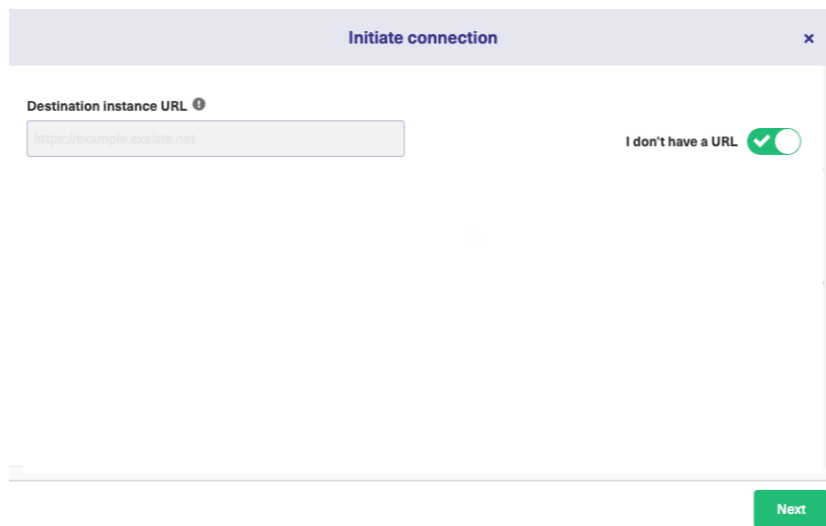 Initiate connection
Destination instance URL
https://example.exalate.net
I don't have a URL
Next